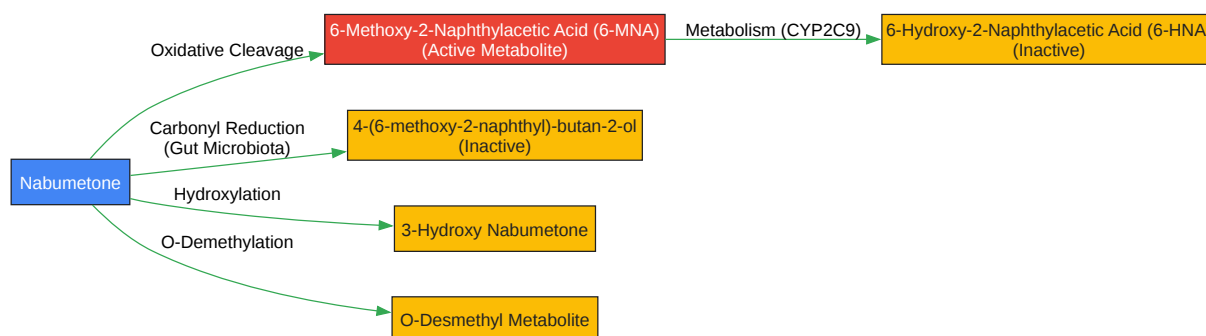 6-Methoxy-2-Naphthylacetic Acid (6-MNA)
(Active Metabolite)
Metabolism (CYP2C9)
6-Hydroxy-2-Naphthylacetic Acid (6-HNA
(Inactive)
Oxidative Cleavage
Carbonyl Reduction
(Gut Microbiota)
4-(6-methoxy-2-naphthyl)-butan-2-ol
(Inactive)
Nabumetone
Hydroxylation
3-Hydroxy Nabumetone
O-Demethylation
O-Desmethyl Metabolite